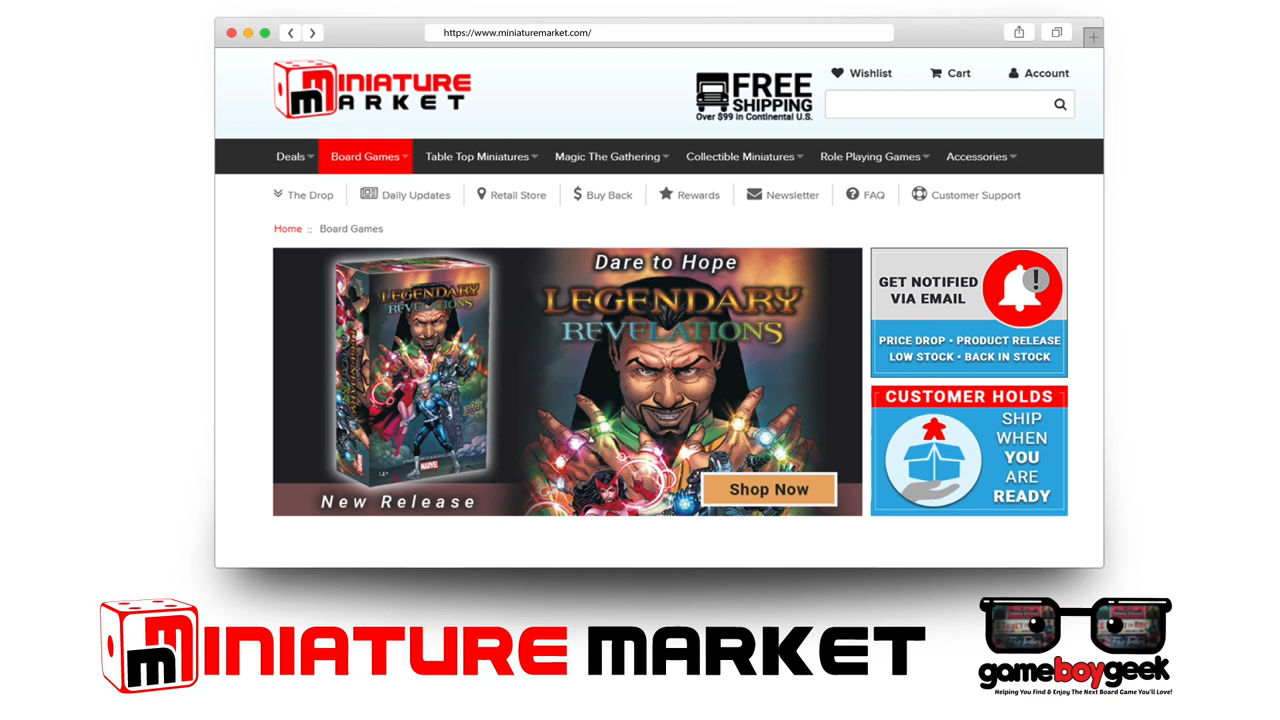 https://www.miniaturemarket.com/
MINIATURE
MARKET
FREE
SHIPPING
Over $99 in Continental U.S.
Wishlist
Cart
Account
Deals
Board Games
Table Top Miniatures
Magic The Gathering
Collectible Miniatures
Role Playing Games
Accessories
The Drop
Daily Updates
Retail Store
Buy Back
Rewards
Newsletter
FAQ
Customer Support
Home :: Board Games
LEGENDARY
REVELATIONS
MARVEL
New Release
Dare to Hope
LEGENDARY
REVELATIONS
Shop Now
GET NOTIFIED
VIA EMAIL
PRICE DROP • PRODUCT RELEASE
LOW STOCK • BACK IN STOCK
CUSTOMER HOLDS
SHIP
WHEN
YOU
ARE
READY
MINIATURE MARKET
gameboygeek
Helping You Find & Enjoy The Next Board Game You'll Love!